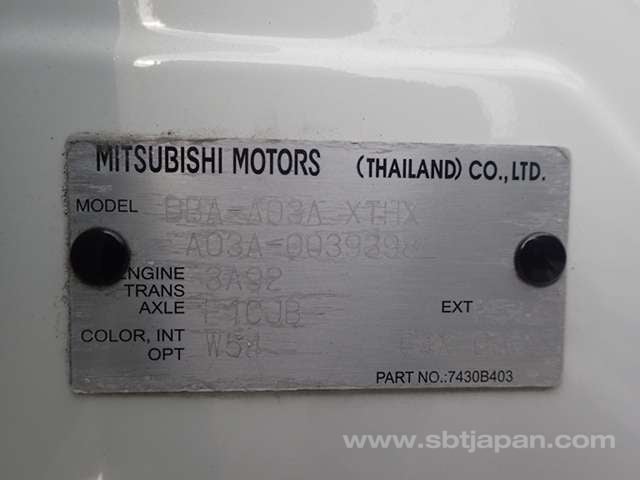 MITSUBISHI MOTORS (THAILAND) CO.,LTD.
MODEL DBA-A03A XTHX
A03A-0039298
ENGINE 3A92
TRANS
AXLE F1CJB EXT
COLOR, INT W54
OPT
PART NO.:7430B403
www.sbtjapan.com